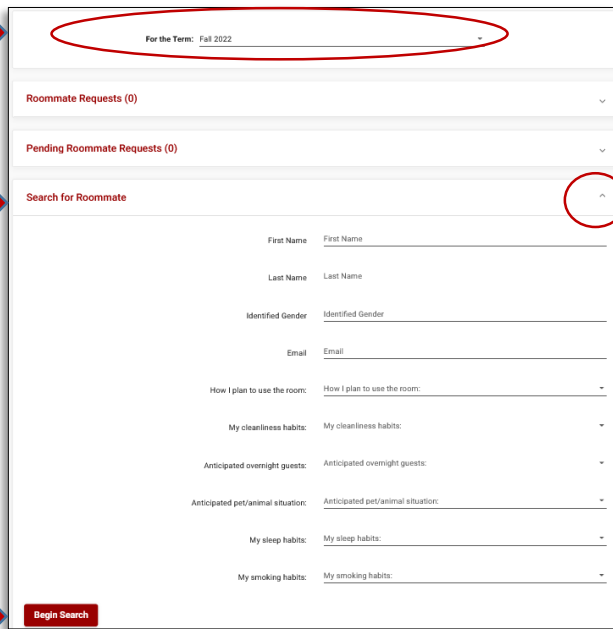 For the Term: Fall 2022
Roommate Requests (0)
Pending Roommate Requests (0)
Search for Roommate
First Name First Name
Last Name Last Name
Identified Gender Identified Gender
Email Email
How I plan to use the room: How I plan to use the room:
My cleanliness habits: My cleanliness habits:
Anticipated overnight guests: Anticipated overnight guests:
Anticipated pet/animal situation: Anticipated pet/animal situation:
My sleep habits: My sleep habits:
My smoking habits: My smoking habits:
Begin Search